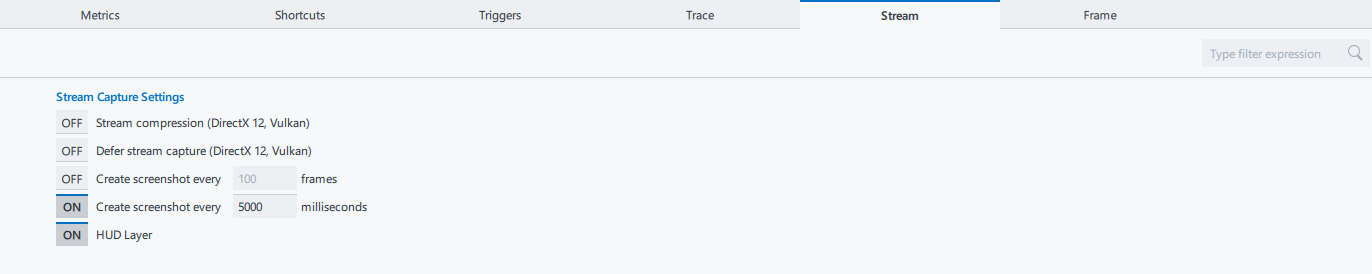 Metrics Shortcuts Triggers Trace Stream Frame
Type filter expression
Stream Capture Settings
OFF Stream compression (DirectX 12, Vulkan)
OFF Defer stream capture (DirectX 12, Vulkan)
OFF Create screenshot every 100 frames
ON Create screenshot every 5000 milliseconds
ON HUD Layer